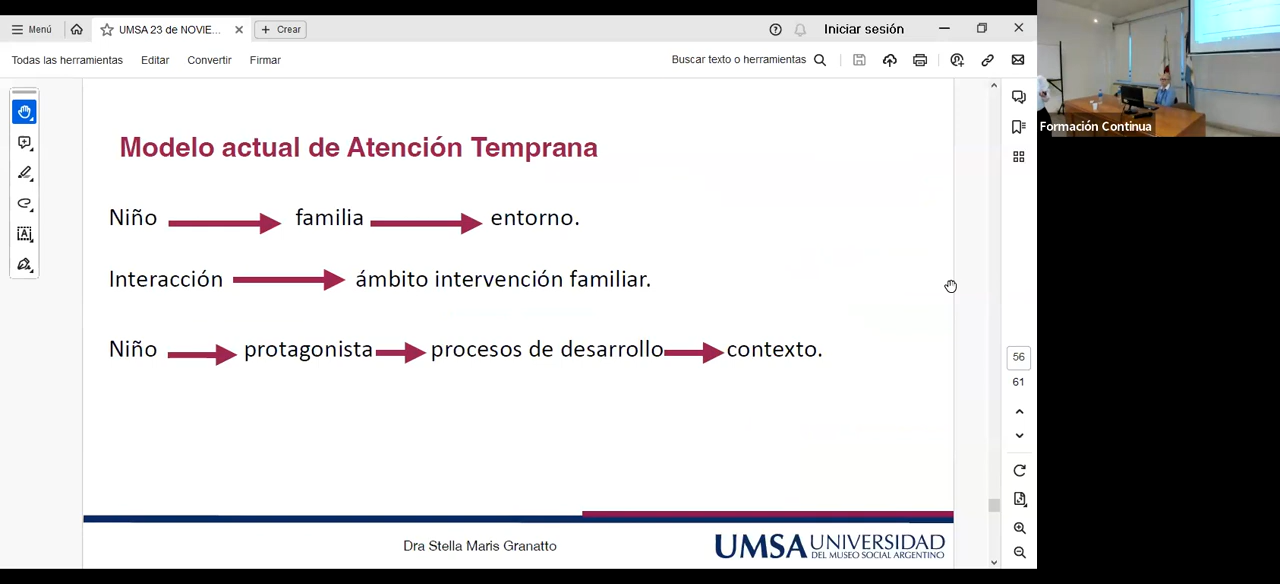 Menú
UMSA 23 de NOVIE...
Crear
Iniciar sesión
Todas las herramientas
Editar
Convertir
Firmar
Buscar texto o herramientas
Formación Continua
Modelo actual de Atención Temprana
Niño familia entorno.
Interacción ámbito intervención familiar.
Niño protagonista procesos de desarrollo contexto.
56
61
Dra Stella Maris Granatto
UMSA UNIVERSIDAD
DEL MUSEO SOCIAL ARGENTINO